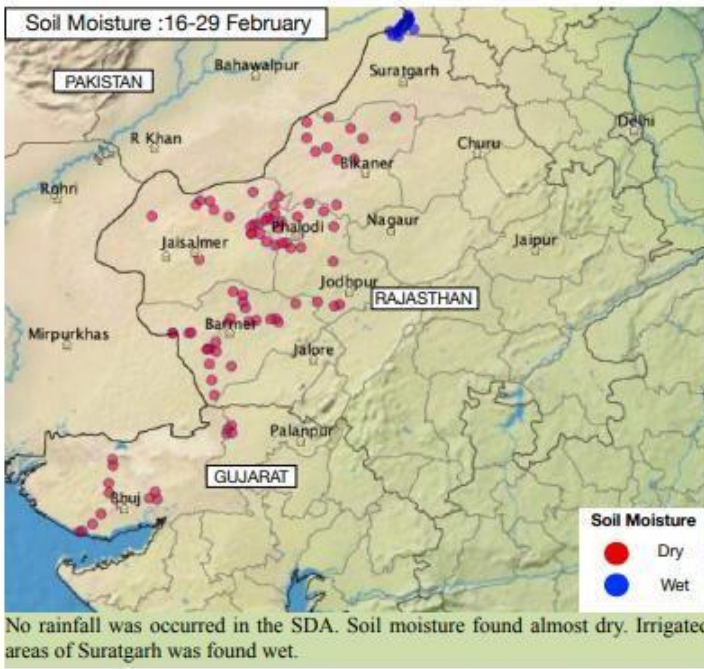 Soil Moisture :16-29 February
PAKISTAN
Bahawalpur
Suratgarh
Delhi
R Khan
Churu
Bikaner
Rohri
Nagaur
Phalodi
Jaisalmer
Jaipur
Jodhpur
RAJASTHAN
Barmer
Mirpurkhas
Jalore
Palanpur
GUJARAT
Bhuj
Soil Moisture
Dry
Wet
No rainfall was occurred in the SDA. Soil moisture found almost dry. Irrigated
areas of Suratgarh was found wet.